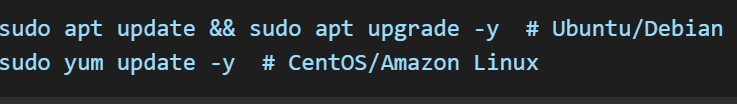 sudo apt update && sudo apt upgrade -y  # Ubuntu/Debian
sudo yum update -y  # CentOS/Amazon Linux